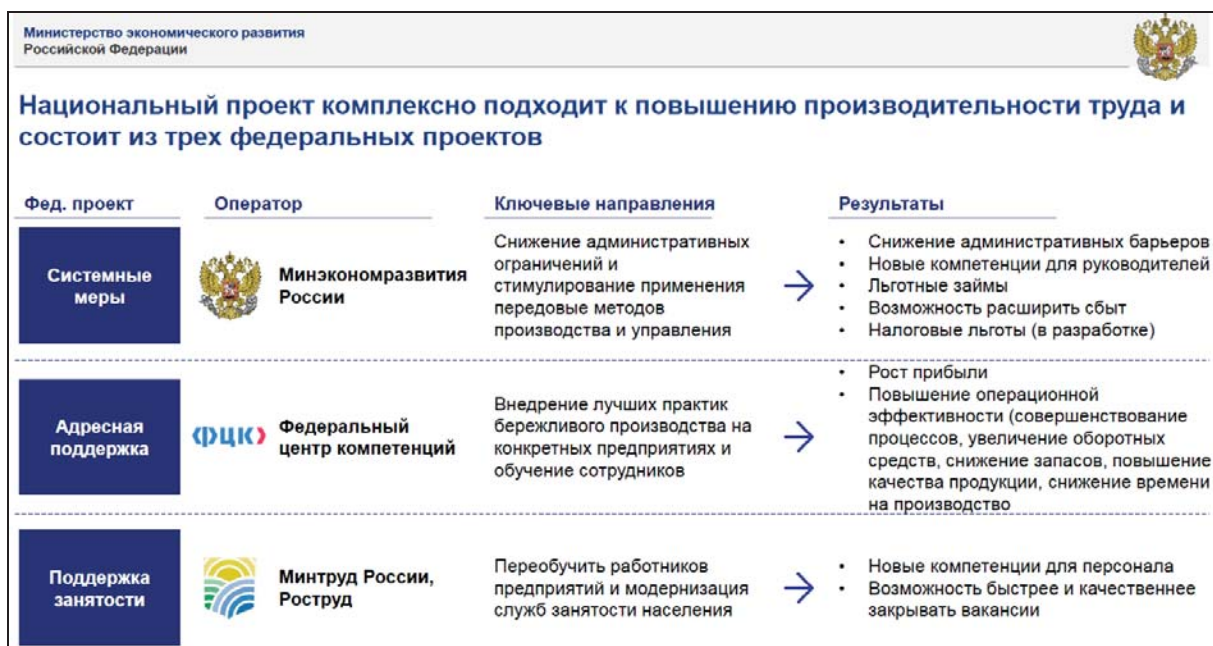 Министерство экономического развития
Российской Федерации
Национальный проект комплексно подходит к повышению производительности труда и
состоит из трех федеральных проектов
Фед. проект
Оператор
Ключевые направления
Результаты
Системные
меры
Минэкономразвития
России
Снижение административных
ограничений и
стимулирование применения
передовые методов
производства и управления
• Снижение административных барьеров
• Новые компетенции для руководителей
• Льготные займы
• Возможность расширить сбыт
• Налоговые льготы (в разработке)
Адресная
поддержка
ФЦК
Федеральный
центр компетенций
Внедрение лучших практик
бережливого производства на
конкретных предприятиях и
обучение сотрудников
• Рост прибыли
• Повышение операционной
эффективности (совершенствование
процессов, увеличение оборотных
средств, снижение запасов, повышение
качества продукции, снижение времени
на производство
Поддержка
занятости
Минтруд России,
Роструд
Переобучить работников
предприятий и модернизация
служб занятости населения
• Новые компетенции для персонала
• Возможность быстрее и качественнее
закрывать вакансии